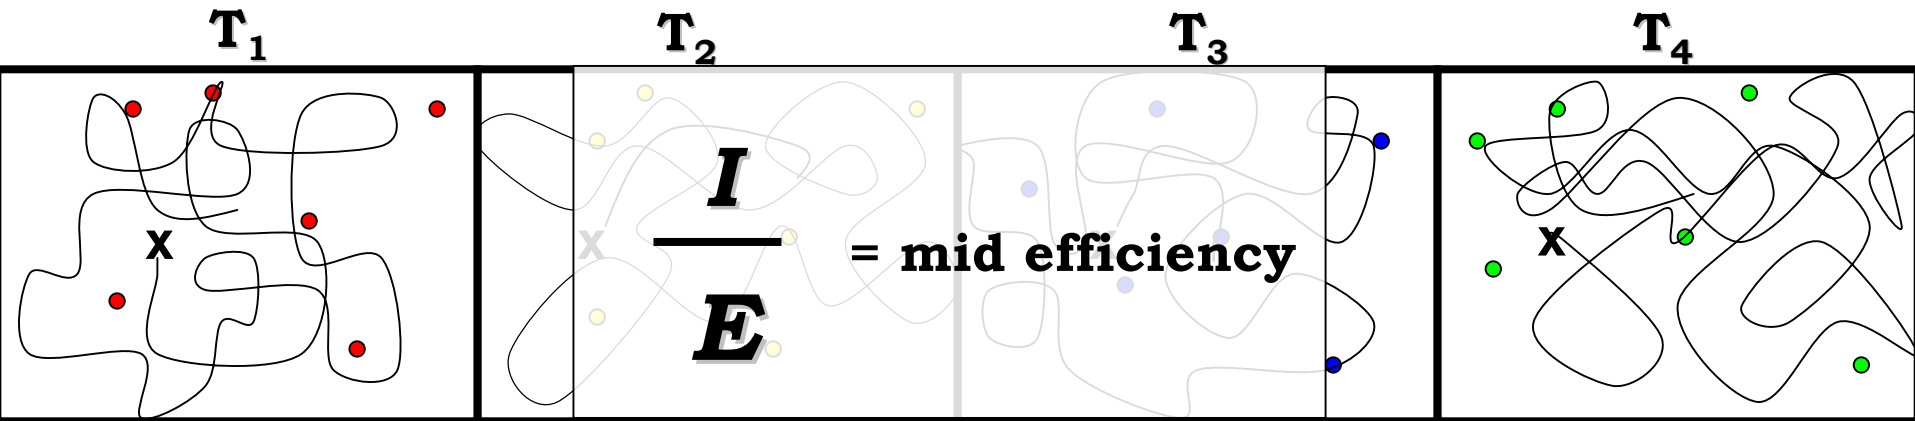 T1 T2 T3 T4
X X X X
I
E
= mid efficiency